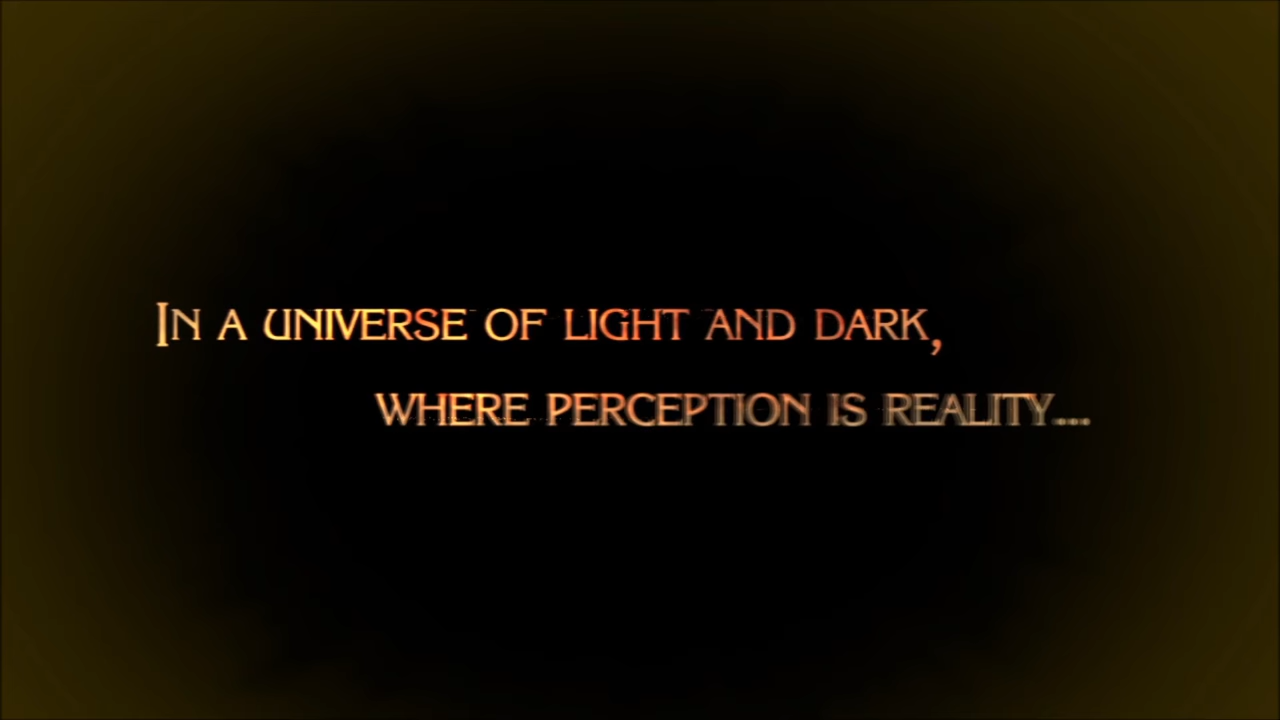 In a universe of light and dark,
where perception is reality...